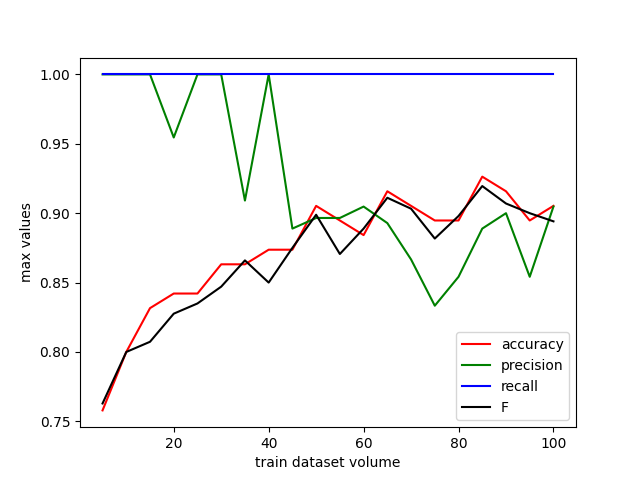 1.00
0.95
0.90
0.85
0.80
0.75
max values
20 40 60 80 100
train dataset volume
accuracy
precision
recall
F